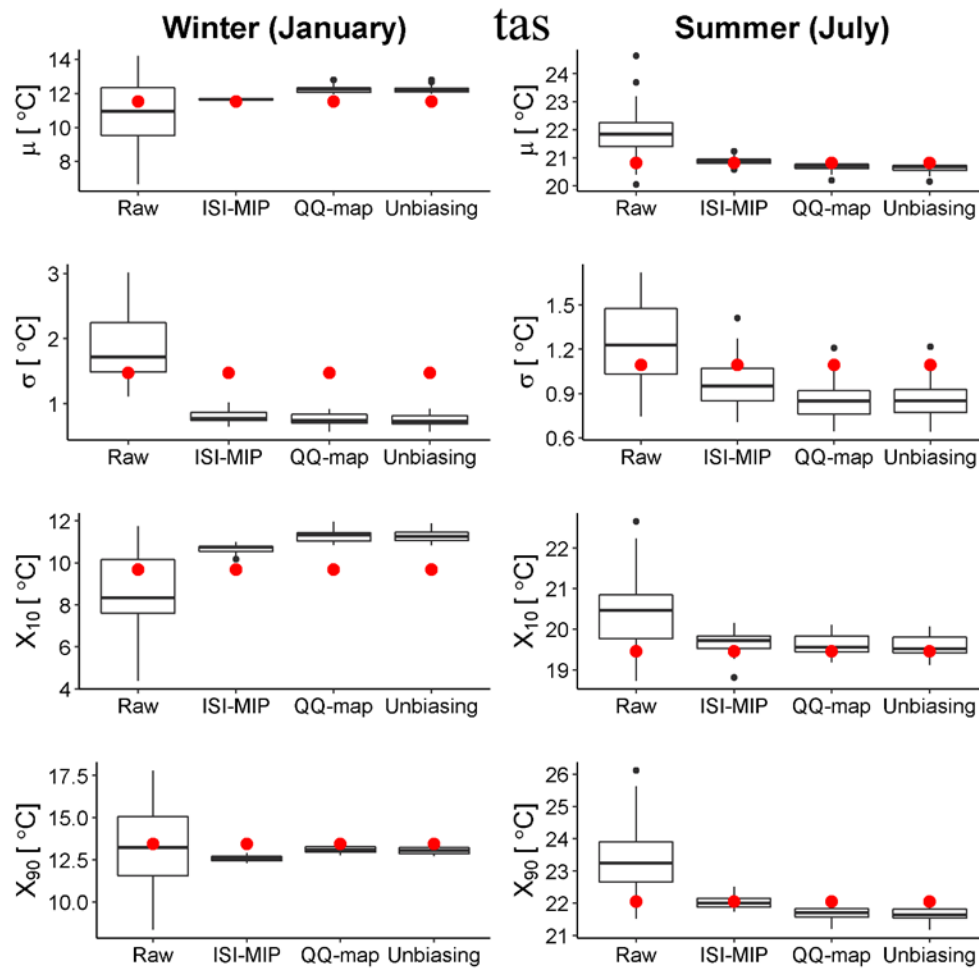 Winter (January)
tas
Summer (July)
μ [ °C]
14
12
10
8
Raw
ISI-MIP
QQ-map
Unbiasing
μ [ °C]
24
23
22
21
20
Raw
ISI-MIP
QQ-map
Unbiasing
σ [ °C]
3
2
1
Raw
ISI-MIP
QQ-map
Unbiasing
σ [ °C]
1.5
1.2
0.9
0.6
Raw
ISI-MIP
QQ-map
Unbiasing
X10 [ °C]
12
10
8
6
4
Raw
ISI-MIP
QQ-map
Unbiasing
X10 [ °C]
22
21
20
19
Raw
ISI-MIP
QQ-map
Unbiasing
X90 [ °C]
17.5
15.0
12.5
10.0
Raw
ISI-MIP
QQ-map
Unbiasing
X90 [ °C]
26
25
24
23
22
21
Raw
ISI-MIP
QQ-map
Unbiasing